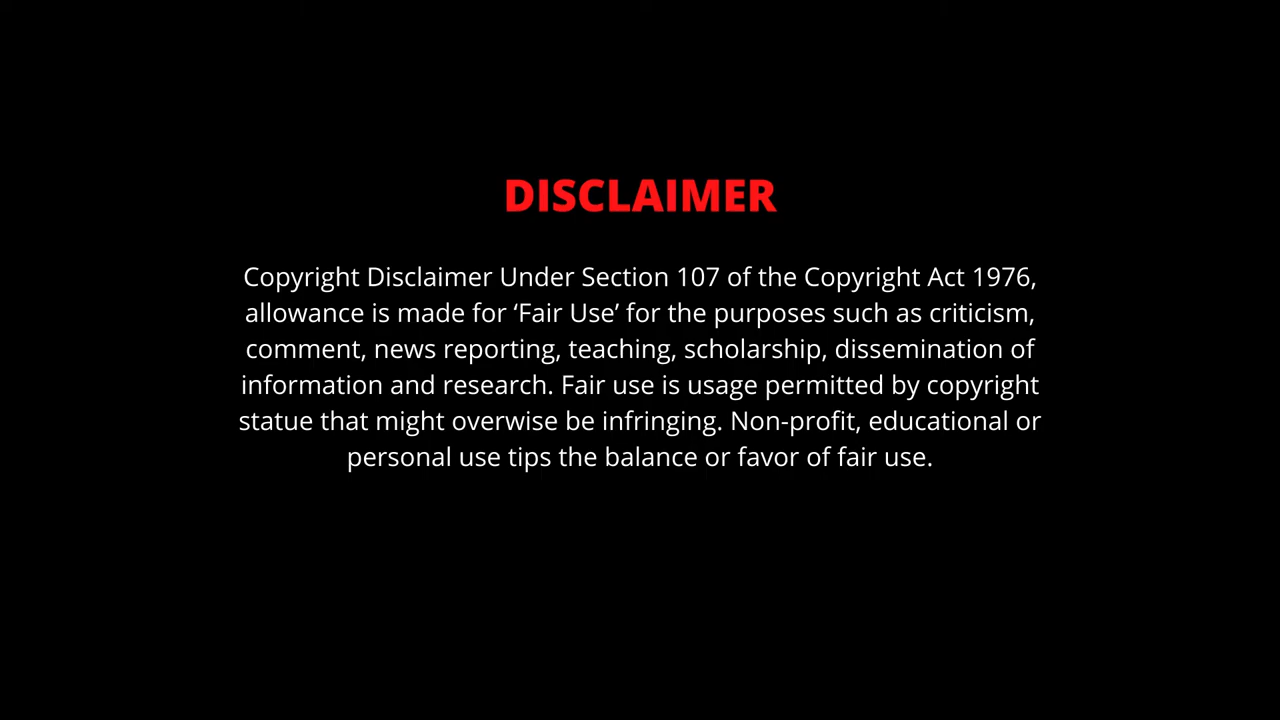 DISCLAIMER
Copyright Disclaimer Under Section 107 of the Copyright Act 1976,
allowance is made for ‘Fair Use’ for the purposes such as criticism,
comment, news reporting, teaching, scholarship, dissemination of
information and research. Fair use is usage permitted by copyright
statue that might overwise be infringing. Non-profit, educational or
personal use tips the balance or favor of fair use.